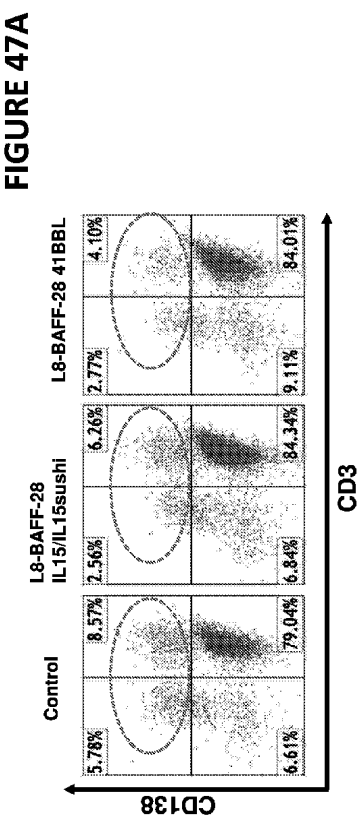 FIGURE 47A
Control
L8-BAFF-28
IL15/IL15sushi
L8-BAFF-28 41BBL
5.78%
8.57%
2.56%
6.26%
2.77%
4.10%
6.61%
79.04%
6.84%
84.34%
9.11%
84.01%
CD138
CD3